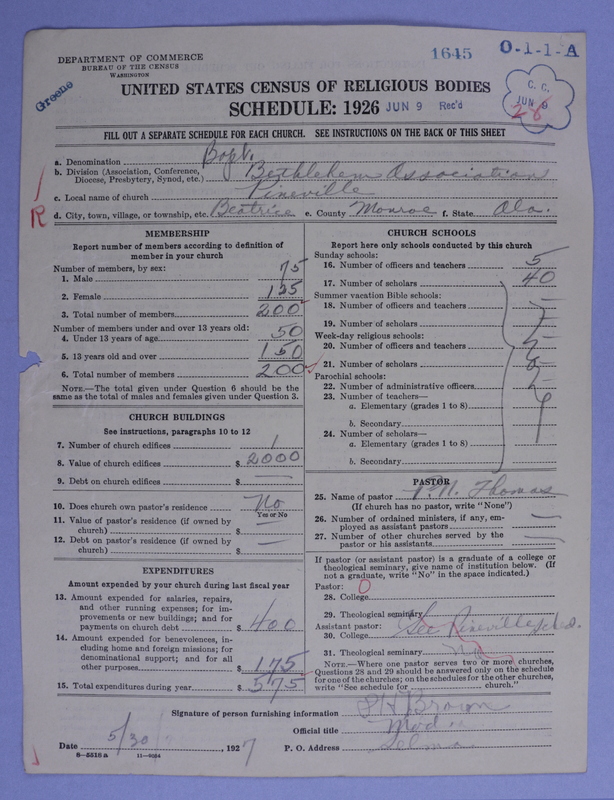 1645 0-1-1-A
DEPARTMENT OF COMMERCE
BUREAU OF THE CENSUS
WASHINGTON
Greene
UNITED STATES CENSUS OF RELIGIOUS BODIES
SCHEDULE: 1926 JUN 9 Rec'd
C. C.
JUN 9
28
FILL OUT A SEPARATE SCHEDULE FOR EACH CHURCH. SEE INSTRUCTIONS ON THE BACK OF THIS SHEET
a. Denomination Bapt.
b. Division (Association, Conference, Diocese, Presbytery, Synod, etc.) Bethlehem Association
c. Local name of church Pineville
R
d. City, town, village, or township, etc. Beatrice e. County Monroe f. State Ala.
MEMBERSHIP
Report number of members according to definition of
member in your church
Number of members, by sex:
1. Male 75
2. Female 125
3. Total number of members 200
Number of members under and over 13 years old:
4. Under 13 years of age 50
5. 13 years old and over 150
6. Total number of members 200
NOTE.—The total given under Question 6 should be the
same as the total of males and females given under Question 3.
CHURCH BUILDINGS
See instructions, paragraphs 10 to 12
7. Number of church edifices 1
8. Value of church edifices $ 2000
9. Debt on church edifices $ —
10. Does church own pastor's residence No
Yes or No
11. Value of pastor's residence (if owned by
church) $ —
12. Debt on pastor's residence (if owned by
church) $ —
EXPENDITURES
Amount expended by your church during last fiscal year
13. Amount expended for salaries, repairs,
and other running expenses; for im-
provements or new buildings; and for
payments on church debt $ 400
14. Amount expended for benevolences, in-
cluding home and foreign missions; for
denominational support; and for all
other purposes $ 175
15. Total expenditures during year $ 575
CHURCH SCHOOLS
Report here only schools conducted by this church
Sunday schools:
16. Number of officers and teachers 5
17. Number of scholars 40
Summer vacation Bible schools:
18. Number of officers and teachers —
19. Number of scholars
Week-day religious schools:
20. Number of officers and teachers
21. Number of scholars
Parochial schools:
22. Number of administrative officers
23. Number of teachers—
a. Elementary (grades 1 to 8)
b. Secondary
24. Number of scholars—
a. Elementary (grades 1 to 8)
b. Secondary
PASTOR
25. Name of pastor P. N. Thomas
(If church has no pastor, write "None")
26. Number of ordained ministers, if any, em-
ployed as assistant pastors —
27. Number of other churches served by the
pastor or his assistants —
If pastor (or assistant pastor) is a graduate of a college or
theological seminary, give name of institution below. (If
not a graduate, write "No" in the space indicated.)
Pastor: O
28. College
29. Theological seminary
Assistant pastor: See Pineville sched.
30. College
31. Theological seminary No
NOTE.—Where one pastor serves two or more churches,
Questions 28 and 29 should be answered only on the schedule
for one of the churches; on the schedules for the other churches,
write "See schedule for church."
Signature of person furnishing information Brown
Official title Mod
Date 5/30/ , 1927 P. O. Address Selma
8—5518 a 11—9034